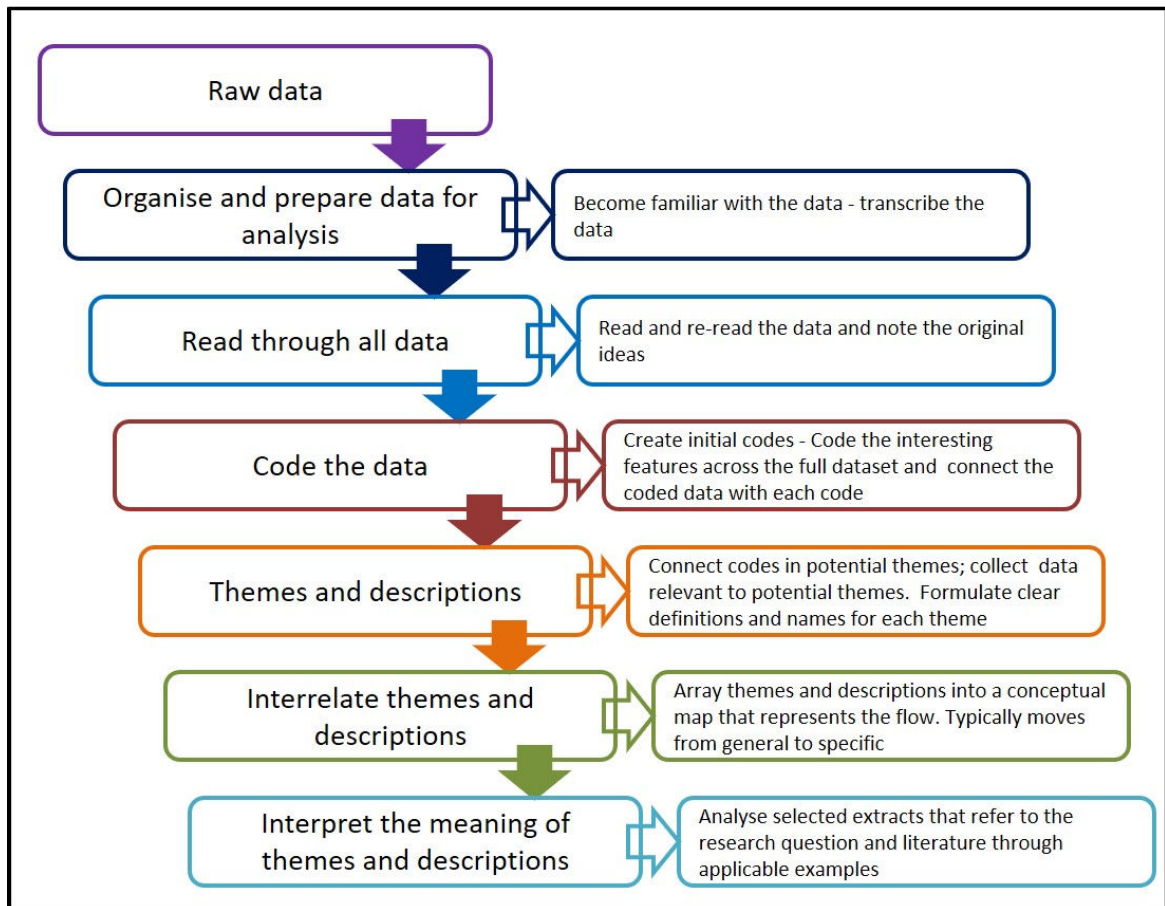 Raw data
Organise and prepare data for
analysis
Become familiar with the data - transcribe the
data
Read through all data
Read and re-read the data and note the original
ideas
Code the data
Create initial codes - Code the interesting
features across the full dataset and  connect the
coded data with each code
Themes and descriptions
Connect codes in potential themes; collect  data
relevant to potential themes.  Formulate clear
definitions and names for each theme
Interrelate themes and
descriptions
Array themes and descriptions into a conceptual
map that represents the flow. Typically moves
from general to specific
Interpret the meaning of
themes and descriptions
Analyse selected extracts that refer to the
research question and literature through
applicable examples